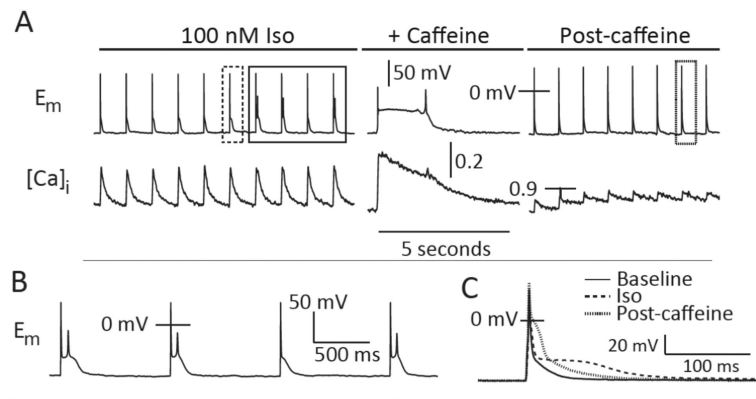 A
100 nM Iso
+ Caffeine
Post-caffeine
Em
50 mV
0 mV
[Ca]i
0.2
0.9
5 seconds
B
C
Em
0 mV
50 mV
500 ms
Baseline
Iso
Post-caffeine
0 mV
20 mV
100 ms